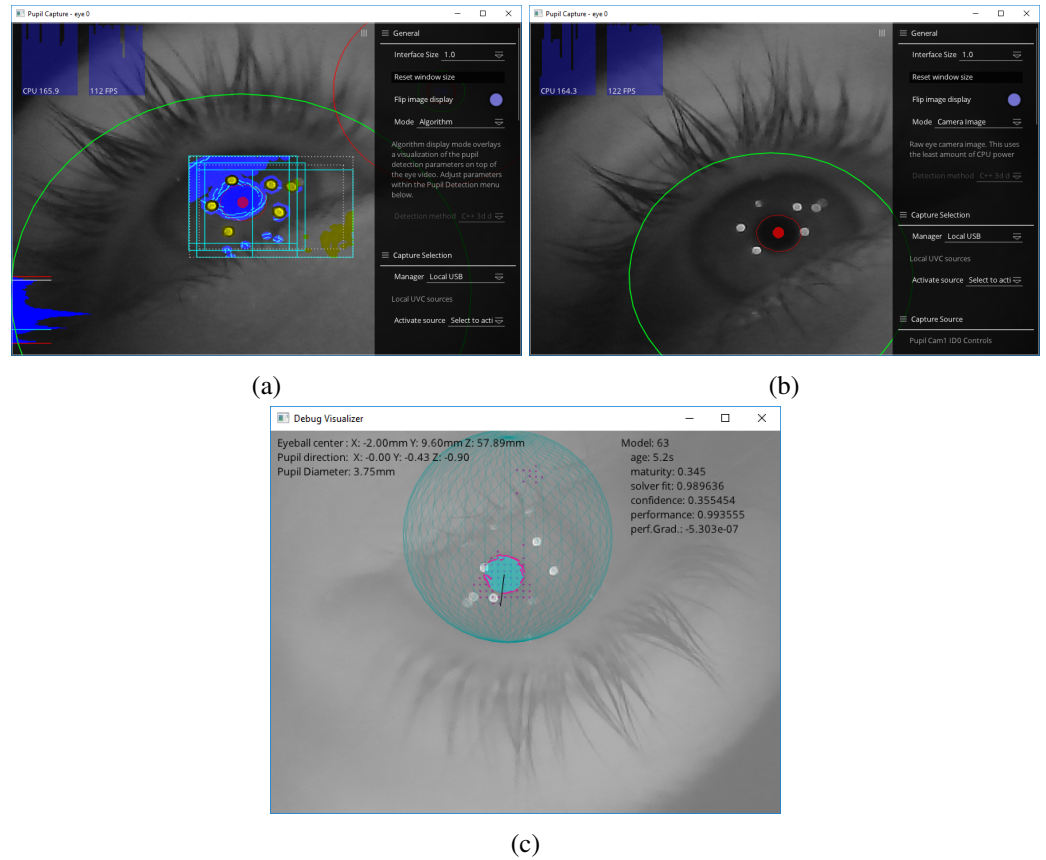 Pupil Capture - eye 0
CPU 165.9 112 FPS
General
Interface Size 1.0
Reset window size
Flip image display
Mode Algorithm
Algorithm display mode overlays
a visualization of the pupil
detection parameters on top of
the eye video. Adjust parameters
within the Pupil Detection menu
below.
Detection method C++ 3d d
Capture Selection
Manager Local USB
Local UVC sources
Activate source Select to acti
(a)
Pupil Capture - eye 0
CPU 164.3 122 FPS
General
Interface Size 1.0
Reset window size
Flip image display
Mode Camera Image
Raw eye camera image. This uses
the least amount of CPU power
Detection method C++ 3d d
Capture Selection
Manager Local USB
Local UVC sources
Activate source Select to acti
Capture Source
Pupil Cam1 ID0 Controls
(b)
Debug Visualizer
Eyeball center : X: -2.00mm Y: 9.60mm Z: 57.89mm
Pupil direction: X: -0.00 Y: -0.43 Z: -0.90
Pupil Diameter: 3.75mm
Model: 63
age: 5.2s
maturity: 0.345
solver fit: 0.989636
confidence: 0.355454
performance: 0.993555
perf.Grad.: -5.303e-07
(c)